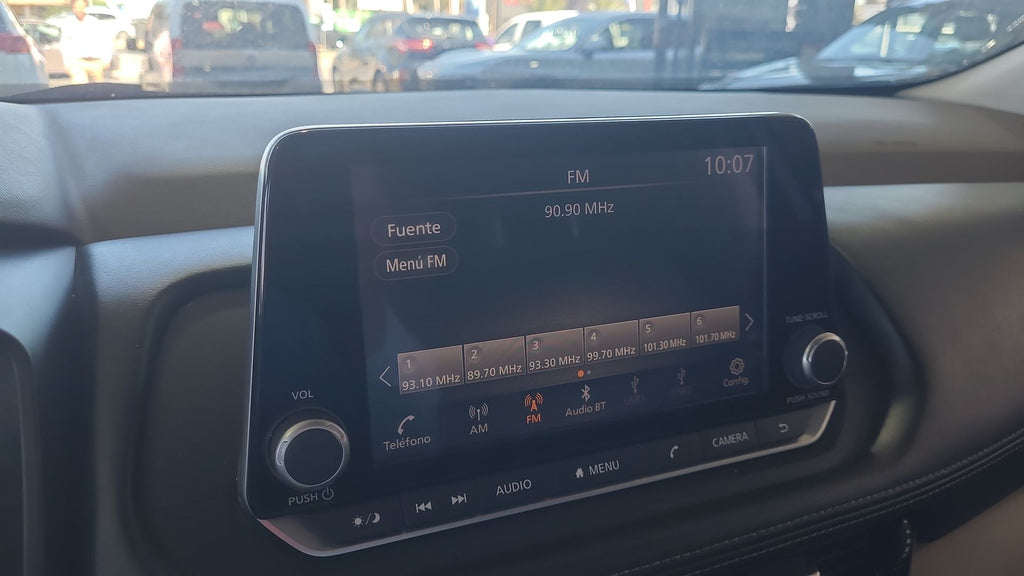 FM
10:07
90.90 MHz
Fuente
Menú FM
1
93.10 MHz
2
89.70 MHz
3
93.30 MHz
4
99.70 MHz
5
101.30 MHz
6
101.70 MHz
Teléfono
AM
FM
Audio BT
Config
VOL
PUSH
TUNE·SCROLL
PUSH SOUND
AUDIO
MENU
CAMERA